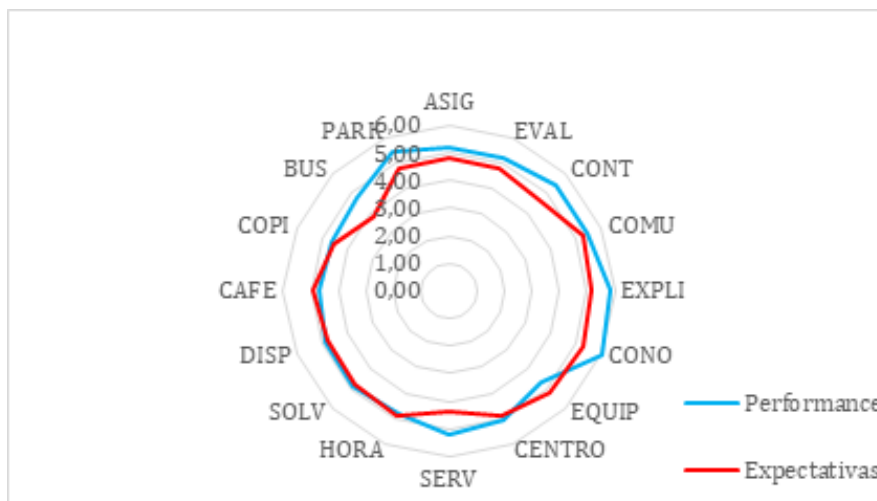 ASIG
EVAL
CONT
COMU
EXPLI
CONO
EQUIP
CENTRO
SERV
HORA
SOLV
DISP
CAFE
COPI
BUS
PARK
6,00
5,00
4,00
3,00
2,00
1,00
0,00
Performance
Expectativas